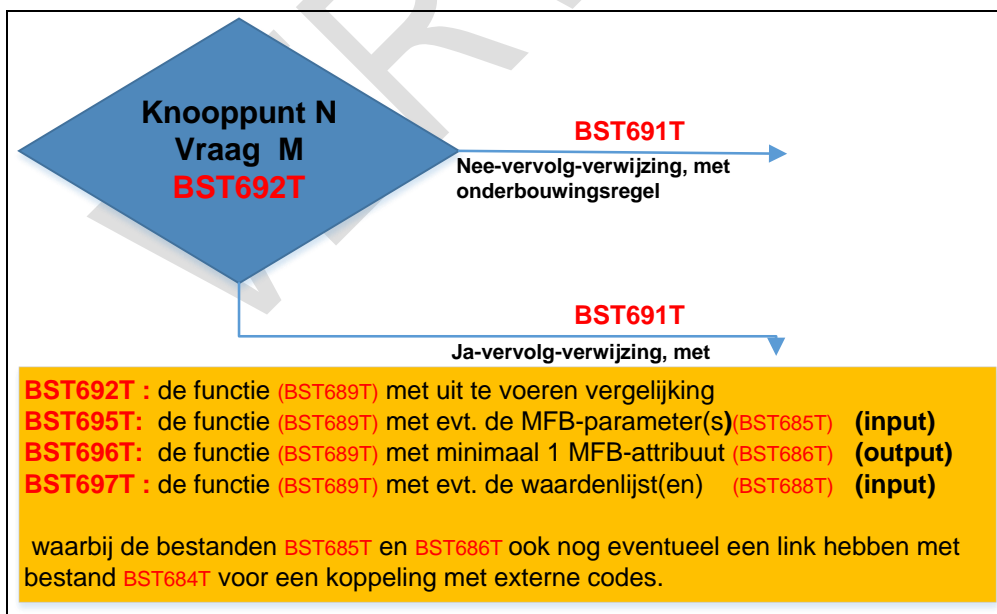 Knooppunt N
Vraag M
BST692T
BST691T
Nee-vervolg-verwijzing, met
onderbouwingsregel
BST691T
Ja-vervolg-verwijzing, met
BST692T : de functie (BST689T) met uit te voeren vergelijking
BST695T: de functie (BST689T) met evt. de MFB-parameter(s)(BST685T) (input)
BST696T: de functie (BST689T) met minimaal 1 MFB-attribuut (BST686T) (output)
BST697T : de functie (BST689T) met evt. de waardenlijst(en) (BST688T) (input)
waarbij de bestanden BST685T en BST686T ook nog eventueel een link hebben met
bestand BST684T voor een koppeling met externe codes.